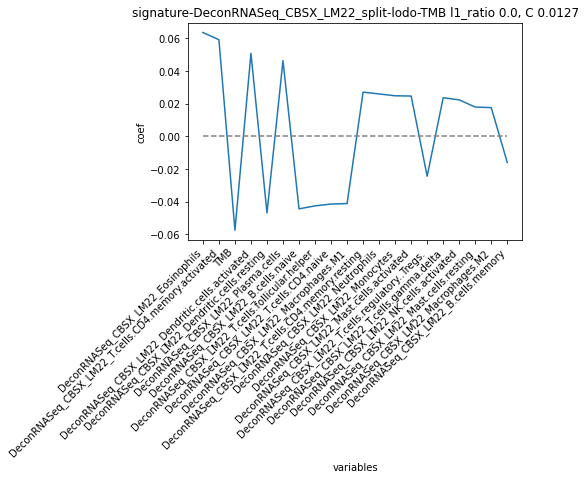 signature-DeconRNASeq_CBSX_LM22_split-lodo-TMB l1_ratio 0.0, C 0.0127
coef
0.06
0.04
0.02
0.00
−0.02
−0.04
−0.06
DeconRNASeq_CBSX_LM22_Eosinophils
DeconRNASeq_CBSX_LM22_T.cells.CD4.memory.activated
TMB
DeconRNASeq_CBSX_LM22_Dendritic.cells.activated
DeconRNASeq_CBSX_LM22_Dendritic.cells.resting
DeconRNASeq_CBSX_LM22_Plasma.cells
DeconRNASeq_CBSX_LM22_B.cells.naive
DeconRNASeq_CBSX_LM22_T.cells.follicular.helper
DeconRNASeq_CBSX_LM22_T.cells.CD4.naive
DeconRNASeq_CBSX_LM22_Macrophages.M1
DeconRNASeq_CBSX_LM22_T.cells.CD4.memory.resting
DeconRNASeq_CBSX_LM22_Neutrophils
DeconRNASeq_CBSX_LM22_Monocytes
DeconRNASeq_CBSX_LM22_Mast.cells.activated
DeconRNASeq_CBSX_LM22_T.cells.regulatory..Tregs.
DeconRNASeq_CBSX_LM22_T.cells.gamma.delta
DeconRNASeq_CBSX_LM22_NK.cells.activated
DeconRNASeq_CBSX_LM22_Mast.cells.resting
DeconRNASeq_CBSX_LM22_Macrophages.M2
DeconRNASeq_CBSX_LM22_B.cells.memory
variables